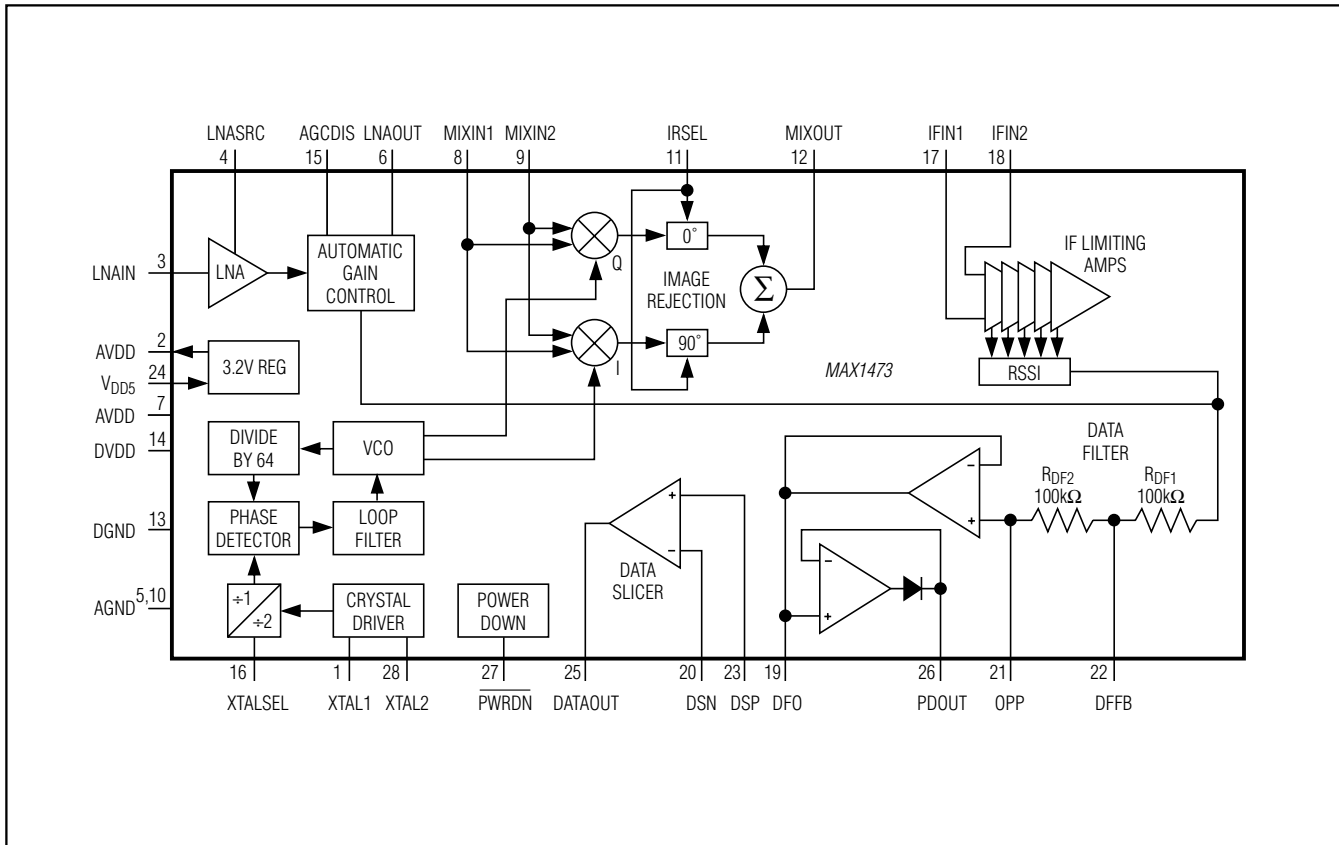 LNASRC AGCDIS LNAOUT MIXIN1 MIXIN2 IRSEL MIXOUT IFIN1 IFIN2
4 15 6 8 9 11 12 17 18
LNAIN 3
LNA
AUTOMATIC
GAIN
CONTROL
Q
0°
IMAGE
REJECTION
Σ
I
90°
IF LIMITING
AMPS
RSSI
MAX1473
AVDD 2
VDD5 24
3.2V REG
AVDD 7
DVDD 14
DIVIDE
BY 64
VCO
DGND 13
PHASE
DETECTOR
LOOP
FILTER
AGND 5,10
÷1
÷2
CRYSTAL
DRIVER
POWER
DOWN
+
−
DATA
SLICER
−
+
−
+
DATA
FILTER
RDF2
100kΩ
RDF1
100kΩ
16 1 28 27 25 20 23 19 26 21 22
XTALSEL XTAL1 XTAL2 PWRDN DATAOUT DSN DSP DFO PDOUT OPP DFFB